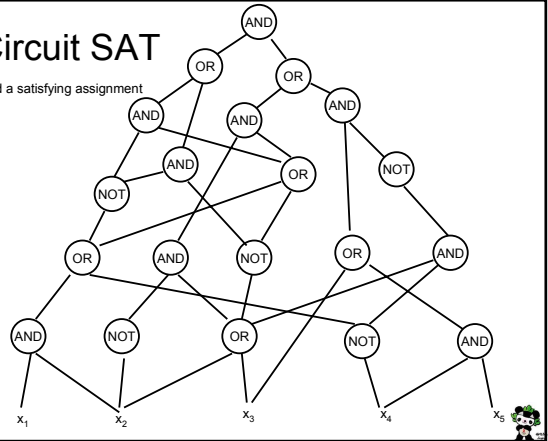 AND
Circuit SAT
OR
OR
d a satisfying assignment
AND
AND
AND
AND
OR
NOT
NOT
OR
AND
NOT
OR
AND
AND
NOT
OR
NOT
AND
x1
x2
x3
x4
x5